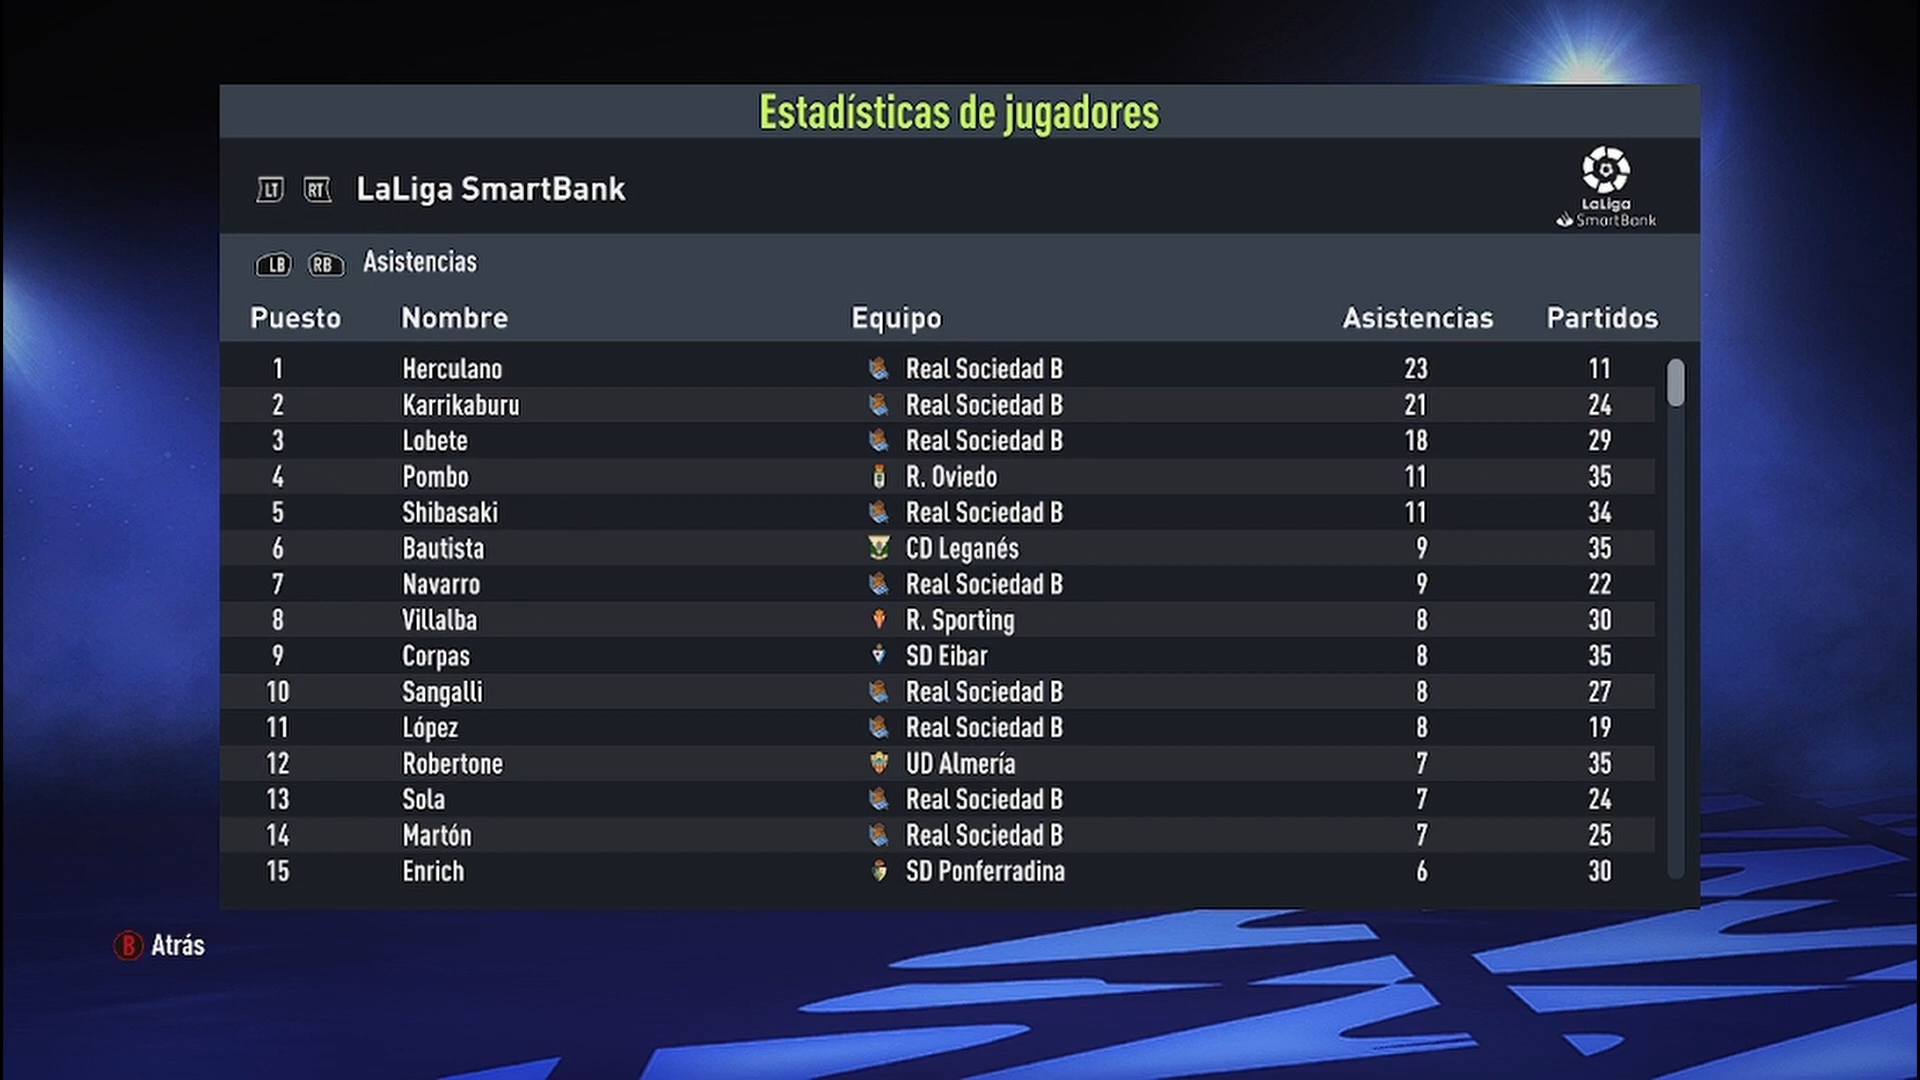 Estadísticas de jugadores
LT RT LaLiga SmartBank
LaLiga
SmartBank
LB RB Asistencias
Puesto Nombre Equipo Asistencias Partidos
1 Herculano Real Sociedad B 23 11
2 Karrikaburu Real Sociedad B 21 24
3 Lobete Real Sociedad B 18 29
4 Pombo R. Oviedo 11 35
5 Shibasaki Real Sociedad B 11 34
6 Bautista CD Leganés 9 35
7 Navarro Real Sociedad B 9 22
8 Villalba R. Sporting 8 30
9 Corpas SD Eibar 8 35
10 Sangalli Real Sociedad B 8 27
11 López Real Sociedad B 8 19
12 Robertone UD Almería 7 35
13 Sola Real Sociedad B 7 24
14 Martón Real Sociedad B 7 25
15 Enrich SD Ponferradina 6 30
B Atrás